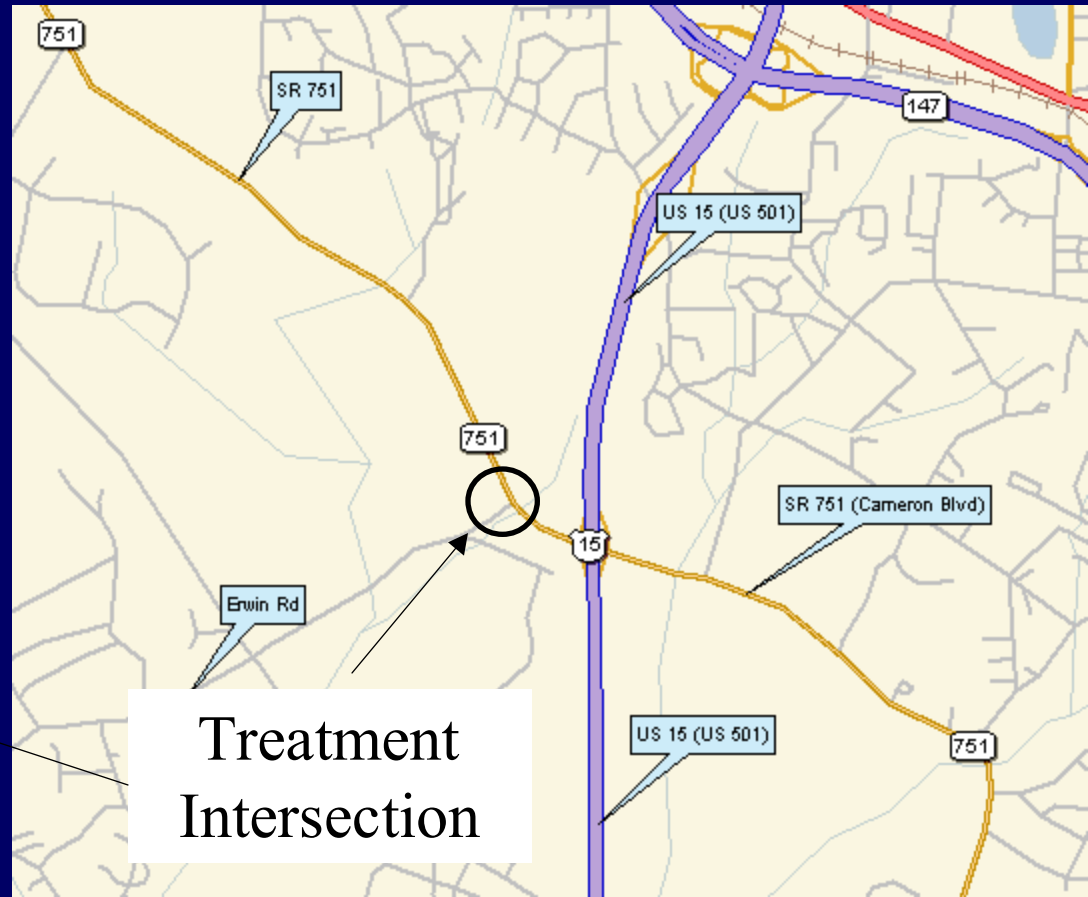 751
SR 751
147
US 15 (US 501)
751
SR 751 (Cameron Blvd)
15
Erwin Rd
Treatment
Intersection
US 15 (US 501)
751